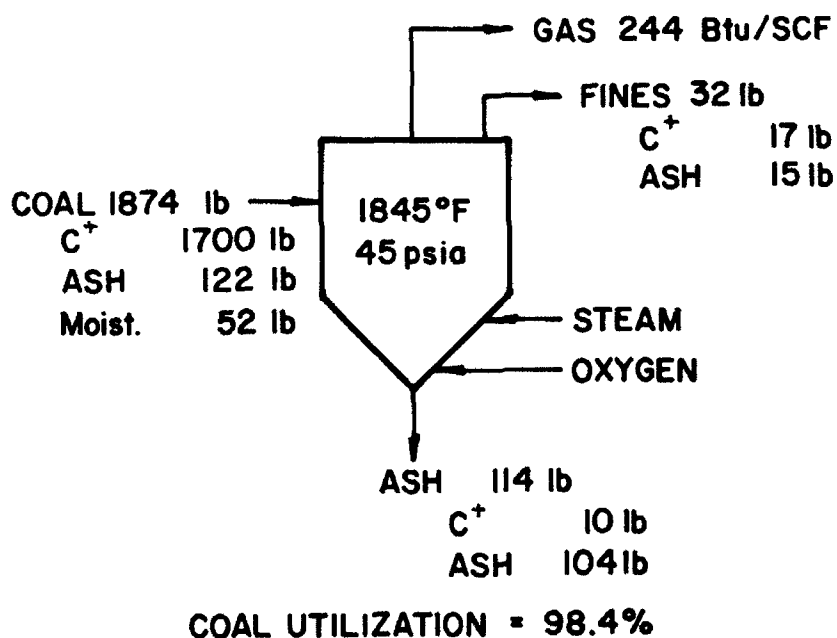 GAS 244 Btu/SCF
FINES 32 lb
C+ 17 lb
ASH 15 lb
COAL 1874 lb
C+ 1700 lb
ASH 122 lb
Moist. 52 lb
1845°F
45 psia
STEAM
OXYGEN
ASH 114 lb
C+ 10 lb
ASH 104 lb
COAL UTILIZATION = 98.4%